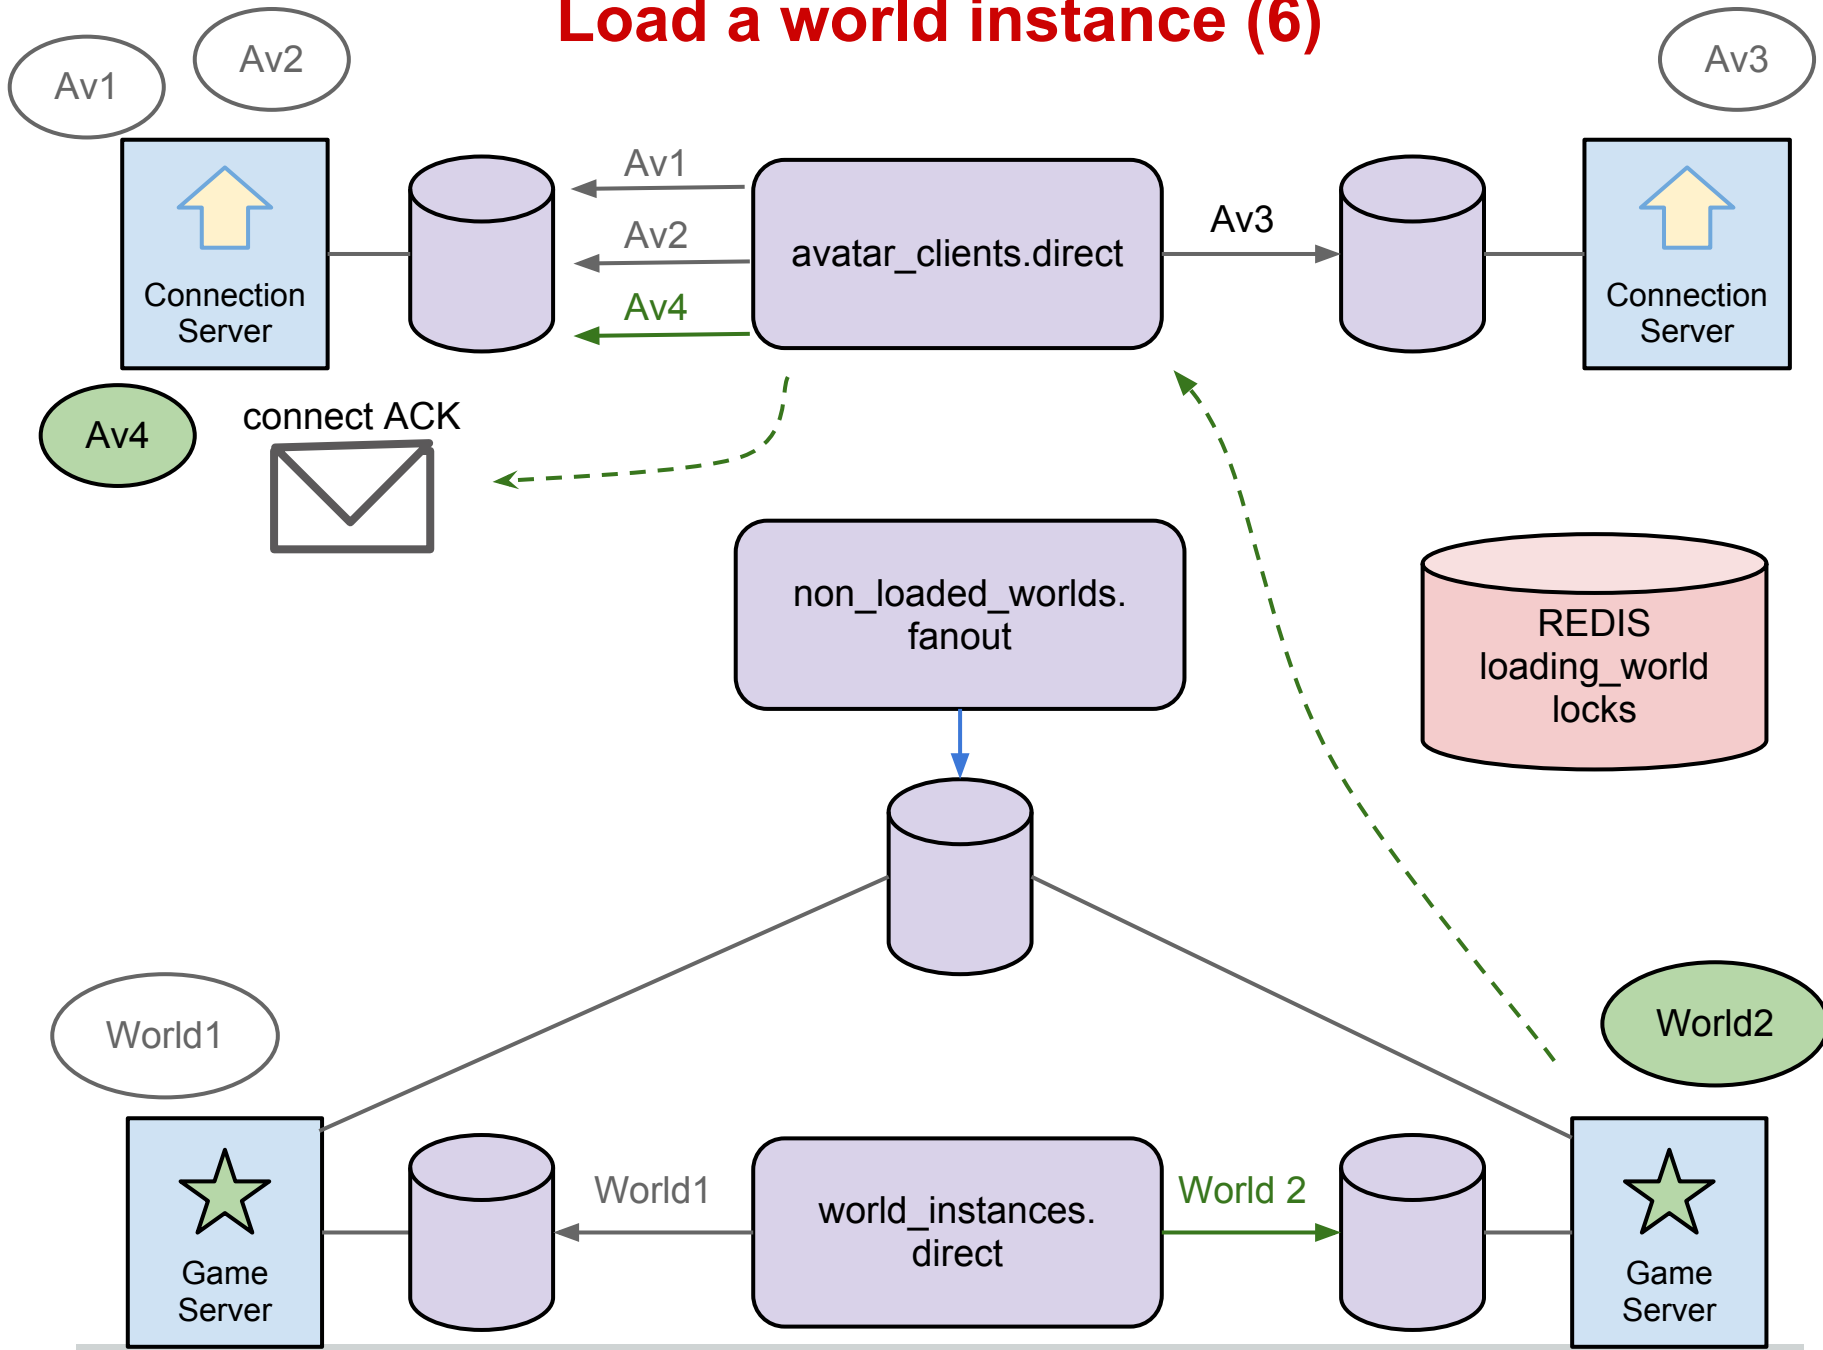 Load a world instance (6)
Av1
Av2
Av3
Av1
Av2
Av4
avatar_clients.direct
Av3
Connection
Server
Connection
Server
Av4
connect ACK
non_loaded_worlds.
fanout
REDIS
loading_world
locks
World1
World2
World1
world_instances.
direct
World 2
Game
Server
Game
Server